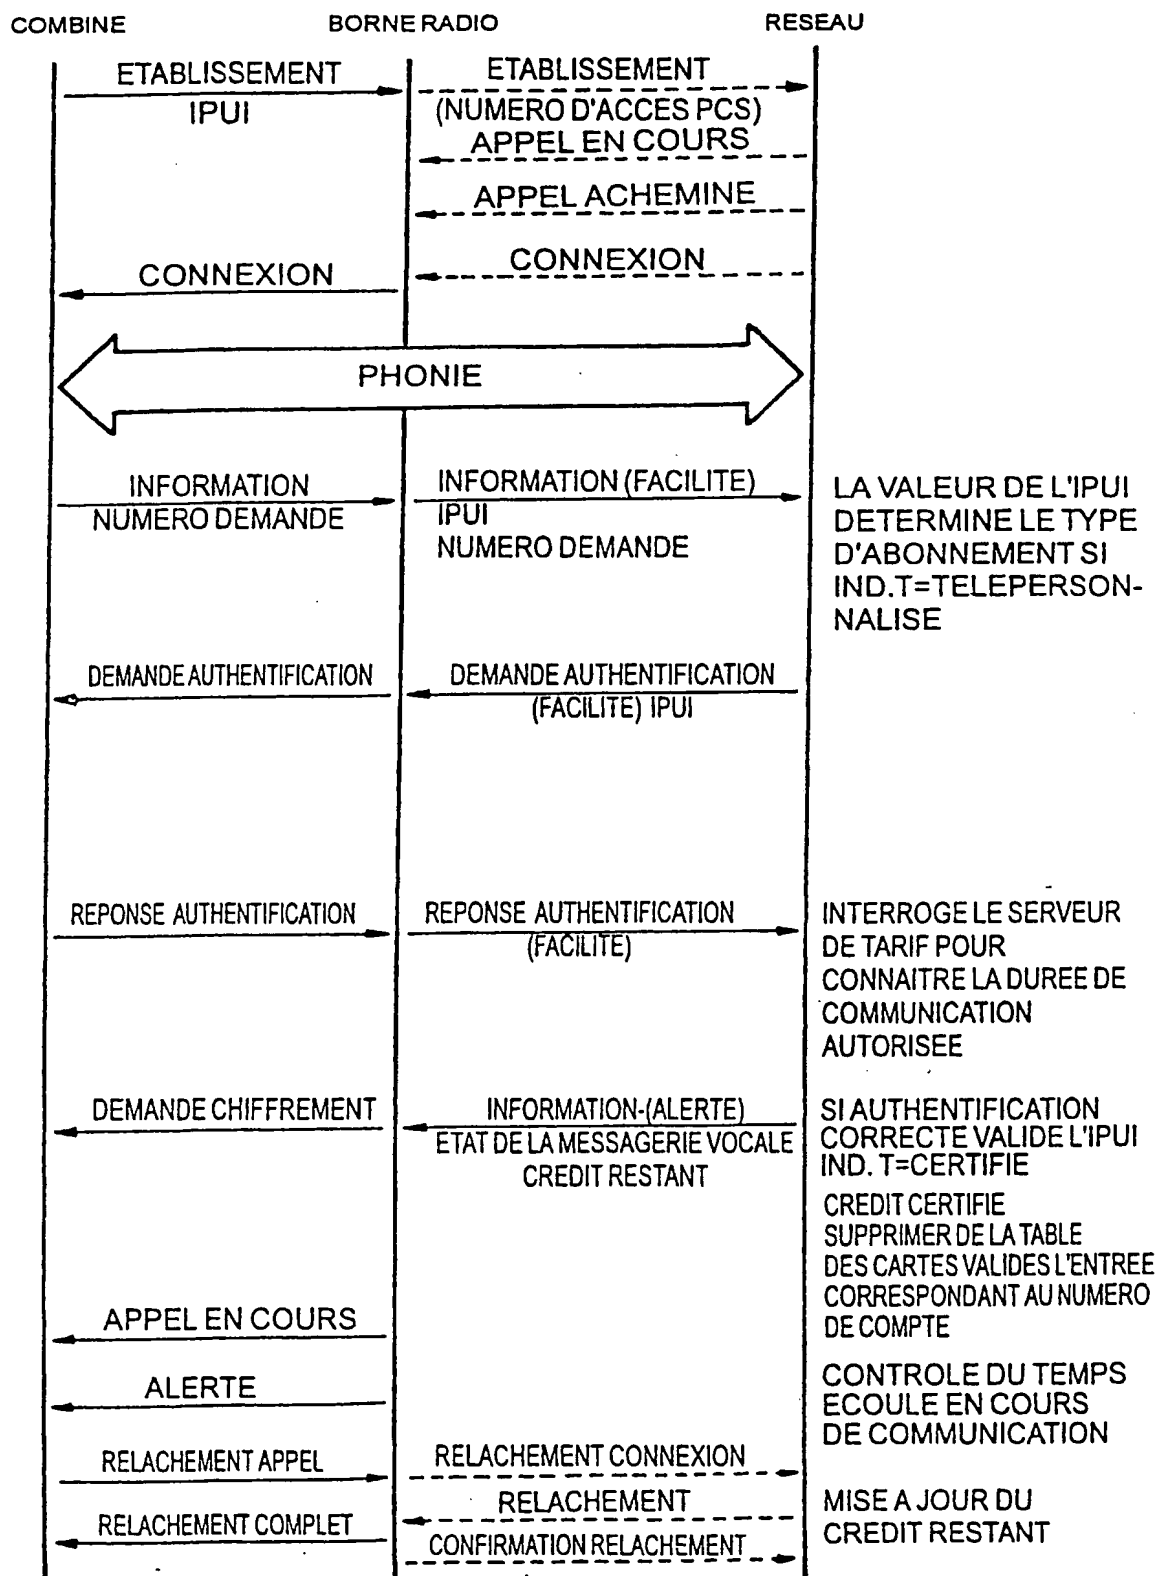 COMBINE
BORNE RADIO
RESEAU
ETABLISSEMENT
IPUI
ETABLISSEMENT
(NUMERO D'ACCES PCS)
APPEL EN COURS
APPEL ACHEMINE
CONNEXION
CONNEXION
PHONIE
INFORMATION
NUMERO DEMANDE
INFORMATION (FACILITE)
IPUI
NUMERO DEMANDE
LA VALEUR DE L'IPUI
DETERMINE LE TYPE
D'ABONNEMENT SI
IND.T=TELEPERSON-
NALISE
DEMANDE AUTHENTIFICATION
DEMANDE AUTHENTIFICATION
(FACILITE) IPUI
REPONSE AUTHENTIFICATION
REPONSE AUTHENTIFICATION
(FACILITE)
INTERROGE LE SERVEUR
DE TARIF POUR
CONNAITRE LA DUREE DE
COMMUNICATION
AUTORISEE
DEMANDE CHIFFREMENT
INFORMATION-(ALERTE)
ETAT DE LA MESSAGERIE VOCALE
CREDIT RESTANT
SI AUTHENTIFICATION
CORRECTE VALIDE L'IPUI
IND. T=CERTIFIE
CREDIT CERTIFIE
SUPPRIMER DE LA TABLE
DES CARTES VALIDES L'ENTREE
CORRESPONDANT AU NUMERO
DE COMPTE
APPEL EN COURS
ALERTE
CONTROLE DU TEMPS
ECOULE EN COURS
DE COMMUNICATION
RELACHEMENT APPEL
RELACHEMENT CONNEXION
RELACHEMENT
RELACHEMENT COMPLET
CONFIRMATION RELACHEMENT
MISE A JOUR DU
CREDIT RESTANT